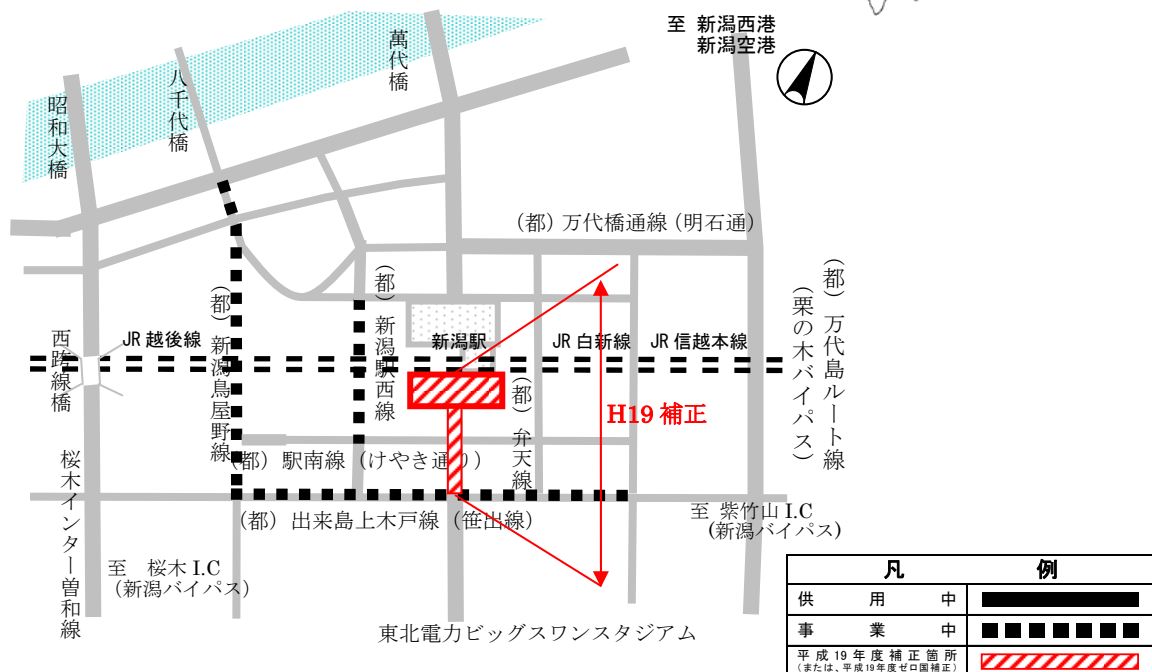 至 新潟西港
新潟空港
萬代橋
八千代橋
昭和大橋
(都) 万代橋通線 (明石通)
(都) 万代島ルート線
(栗の木バイパス)
(都) 新潟鳥屋野線
(都) 新潟駅西線
西跨線橋
JR 越後線
新潟駅
JR 白新線
JR 信越本線
(都) 弁天線
H19 補正
(都) 駅南線 (けやき通り)
桜木インター曽和線
(都) 出来島上木戸線 (笹出線)
至 紫竹山 I.C
(新潟バイパス)
至 桜木 I.C
(新潟バイパス)
東北電力ビッグスワンスタジアム
凡 例
供用中
事業中
平成19年度補正箇所
(または、平成19年度ゼロ国補正)